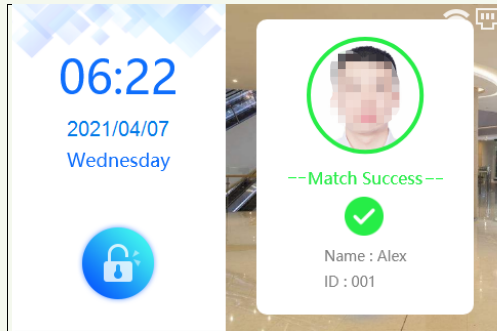 06:22
2021/04/07
Wednesday
--Match Success--
Name : Alex
ID : 001